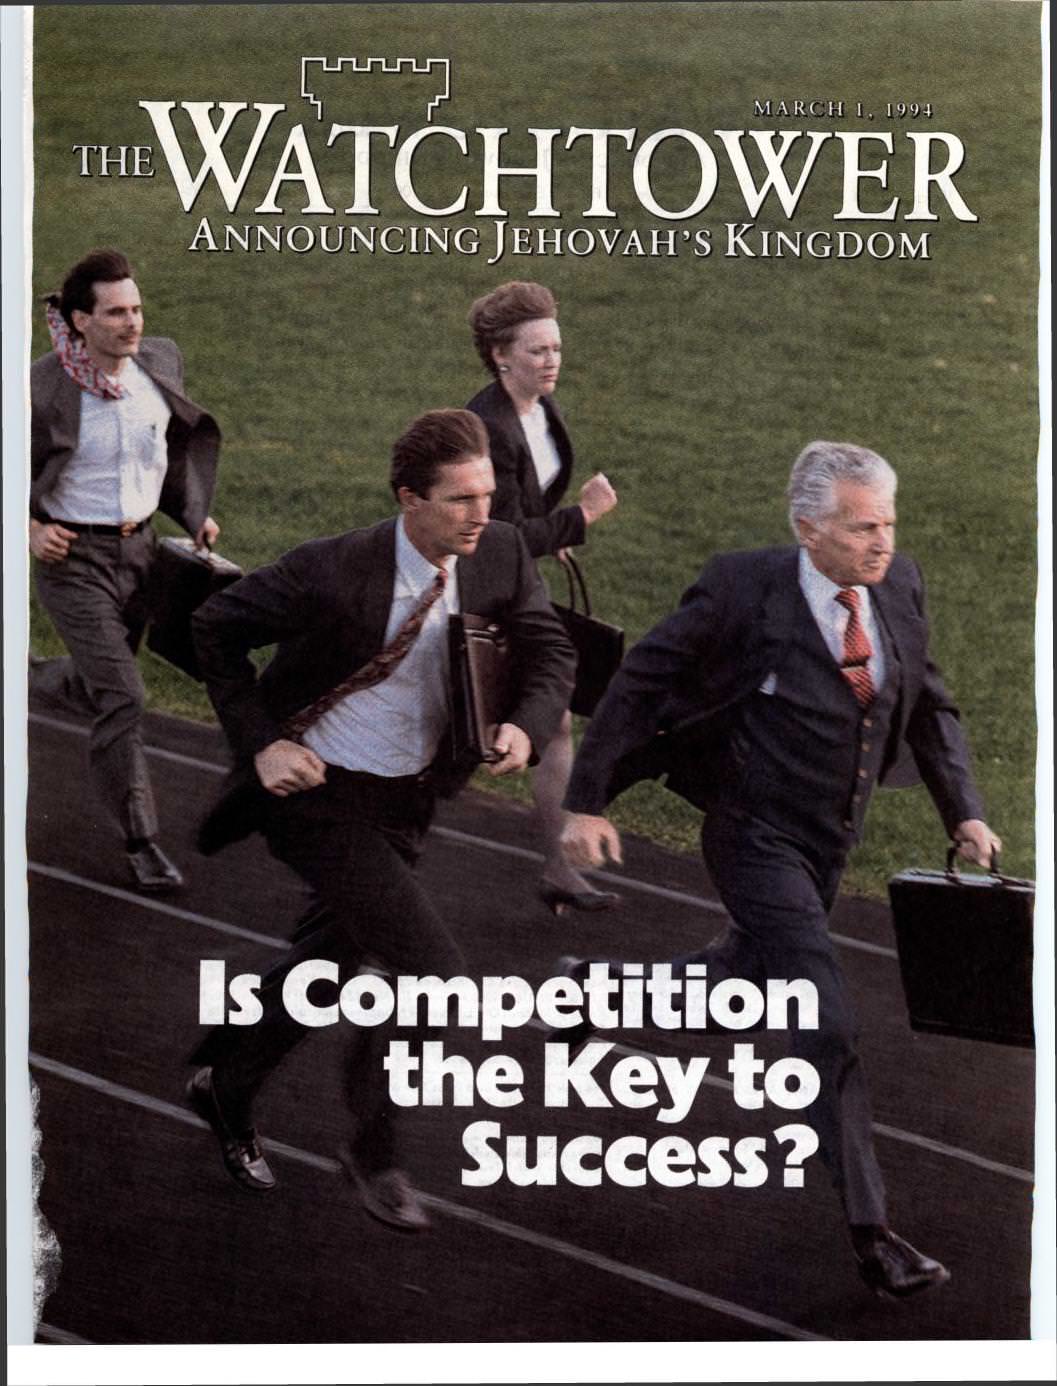 MARCH 1, 1994
THE WATCHTOWER
ANNOUNCING JEHOVAH'S KINGDOM
Is Competition
the Key to
Success?